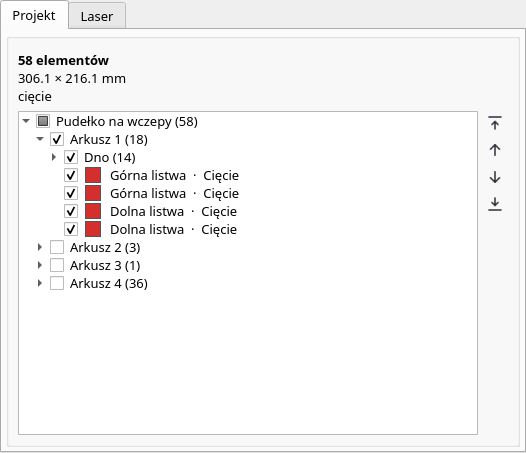 Projekt
Laser
58 elementów
306.1 × 216.1 mm
cięcie
Pudełko na wczepy (58)
Arkusz 1 (18)
Dno (14)
Górna listwa · Cięcie
Górna listwa · Cięcie
Dolna listwa · Cięcie
Dolna listwa · Cięcie
Arkusz 2 (3)
Arkusz 3 (1)
Arkusz 4 (36)